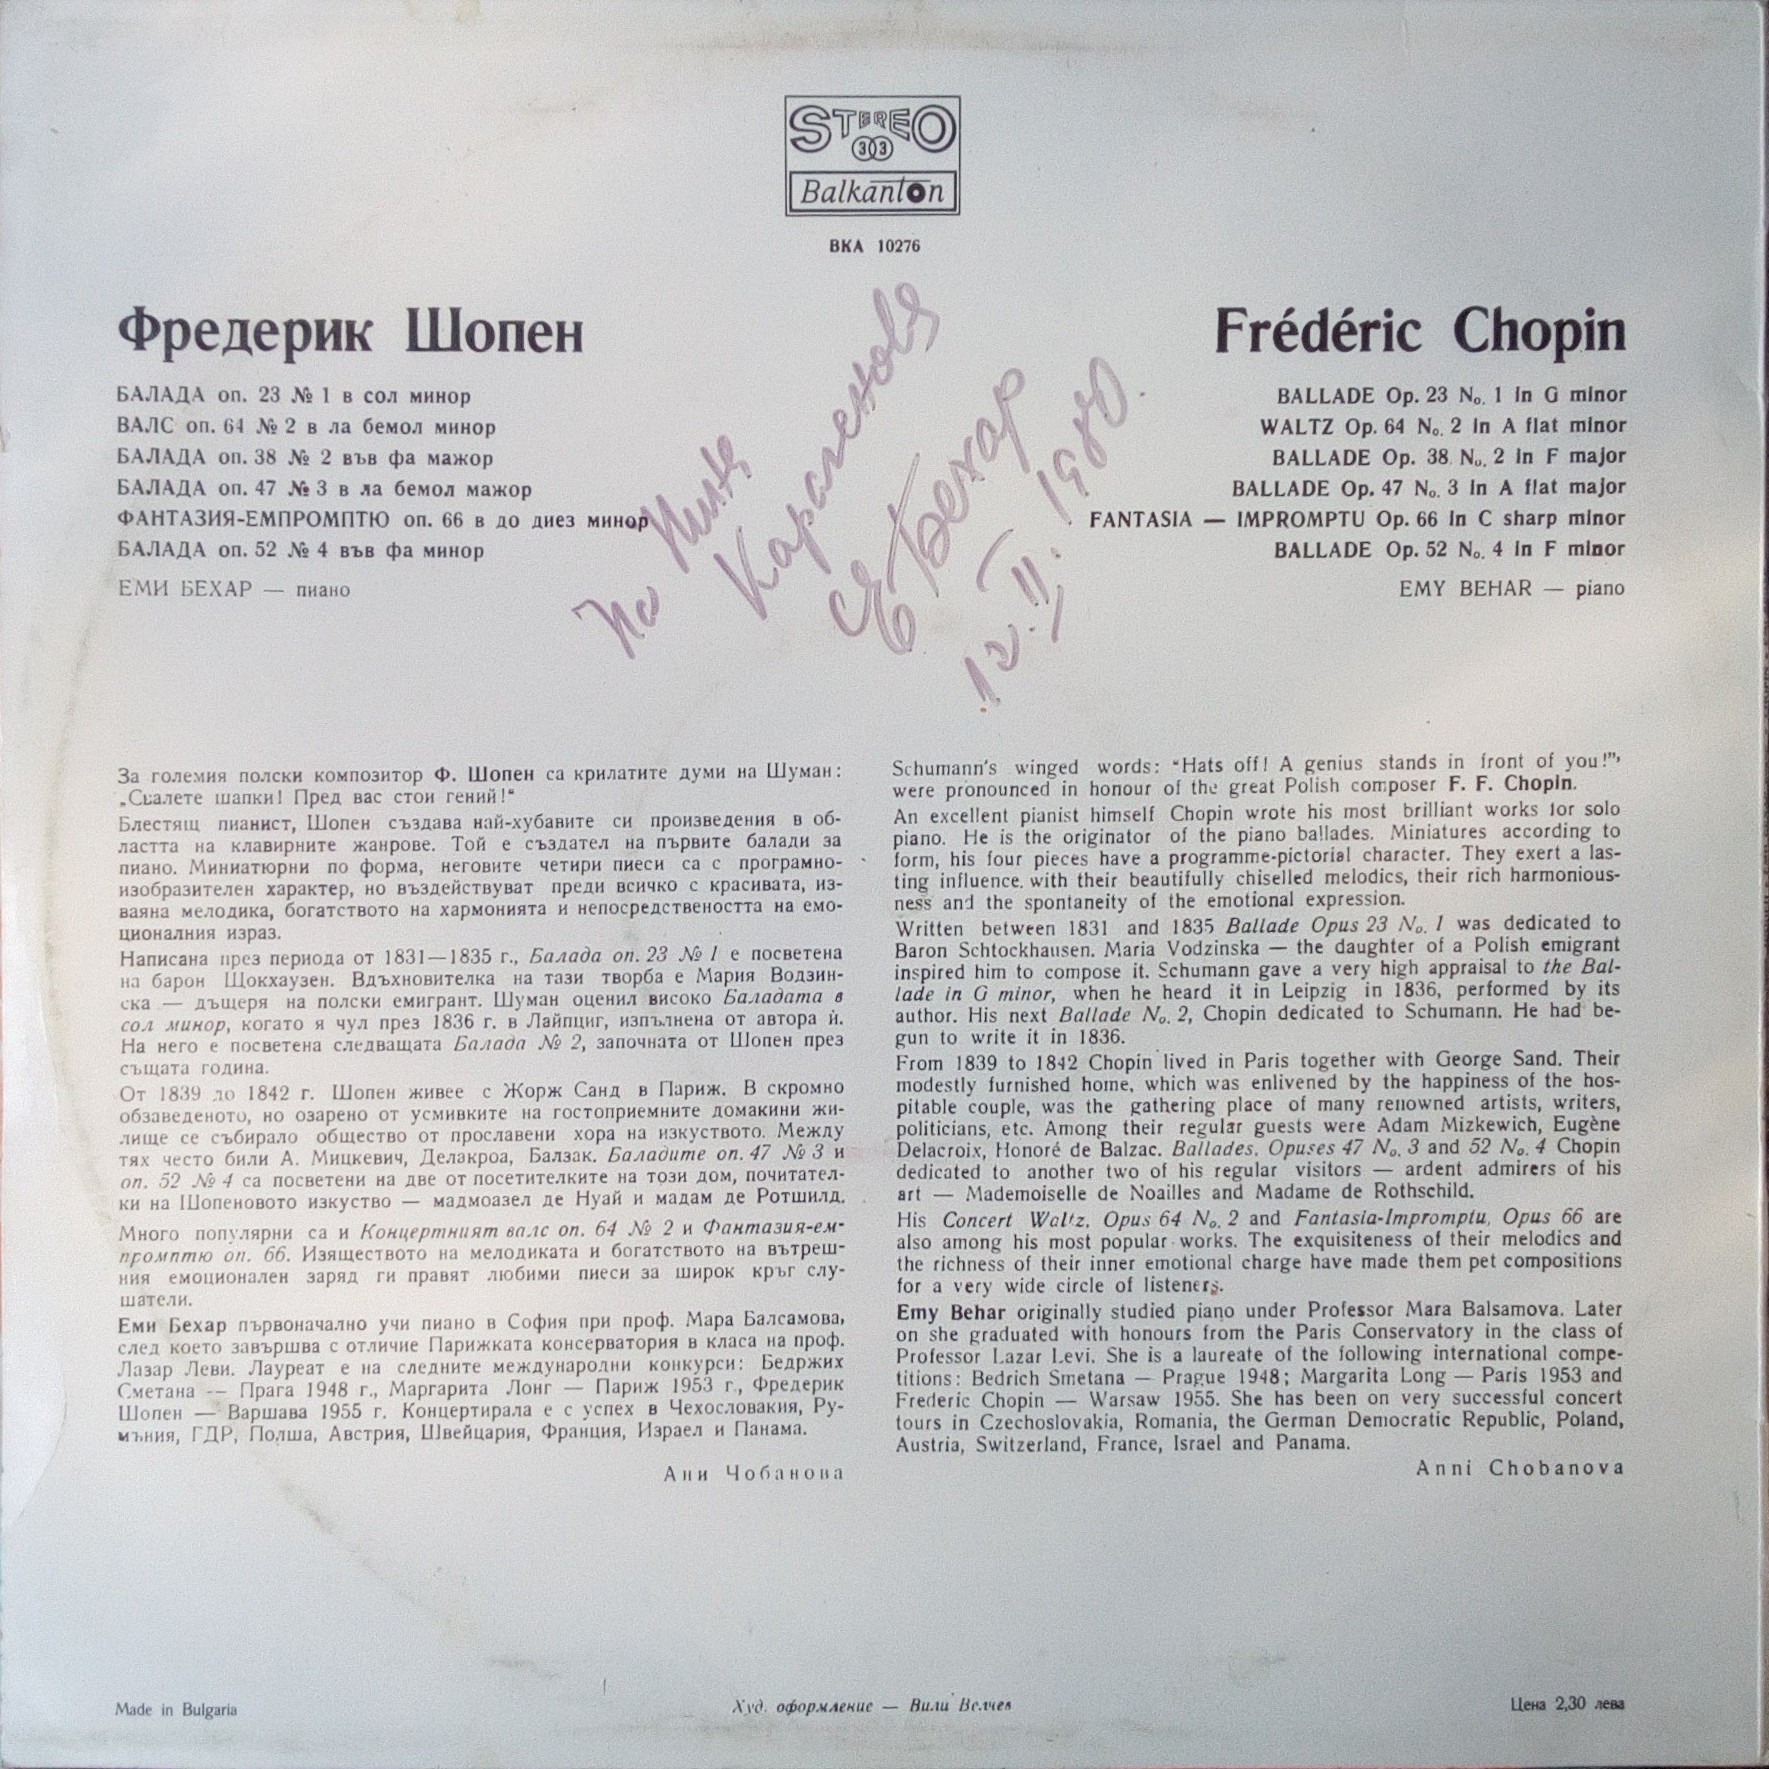 STEREO
33
Balkanton
ВКА 10276
Фредерик Шопен
БАЛАДА оп. 23 № 1 в сол минор
ВАЛС оп. 64 № 2 в ла бемол минор
БАЛАДА оп. 38 № 2 във фа мажор
БАЛАДА оп. 47 № 3 в ла бемол мажор
ФАНТАЗИЯ-ЕМПРОМПТЮ оп. 66 в до диез минор
БАЛАДА оп. 52 № 4 във фа минор
ЕМИ БЕХАР — пиано
Frédéric Chopin
BALLADE Op. 23 No. 1 in G minor
WALTZ Op. 64 No. 2 in A flat minor
BALLADE Op. 38 No. 2 in F major
BALLADE Op. 47 No. 3 in A flat major
FANTASIA — IMPROMPTU Op. 66 in C sharp minor
BALLADE Op. 52 No. 4 in F minor
EMY BEHAR — piano
На
ЕБехар
12. II. 1980.
За големия полски композитор Ф. Шопен са крилатите думи на Шуман:
„Свалете шапки! Пред вас стои гений!“
Блестящ пианист, Шопен създава най-хубавите си произведения в об-
ластта на клавирните жанрове. Той е създател на първите балади за
пиано. Миниатюрни по форма, неговите четири пиеси са с програмно-
изобразителен характер, но въздействуват преди всичко с красивата, из-
ваяна мелодика, богатството на хармонията и непосредствеността на емо-
ционалния израз.
Написана през периода от 1831—1835 г., Балада оп. 23 № 1 е посветена
на барон Щокхаузен. Вдъхновителка на тази творба е Мария Водзин-
ска — дъщеря на полски емигрант. Шуман оценил високо Баладата в
сол минор, когато я чул през 1836 г. в Лайпциг, изпълнена от автора ѝ.
На него е посветена следващата Балада № 2, започната от Шопен през
същата година.
От 1839 до 1842 г. Шопен живее с Жорж Санд в Париж. В скромно
обзаведеното, но озарено от усмивките на гостоприемните домакини жи-
лище се събирало общество от прославени хора на изкуството. Между
тях често били А. Мицкевич, Делакроа, Балзак. Баладите оп. 47 № 3 и
оп. 52 № 4 са посветени на две от посетителките на този дом, почитател-
ки на Шопеновото изкуство — мадмоазел де Нуай и мадам де Ротшилд.
Много популярни са и Концертният валс оп. 64 № 2 и Фантазия-ем-
промптю оп. 66. Изяществото на мелодиката и богатството на вътреш-
ния емоционален заряд ги правят любими пиеси за широк кръг слу-
шатели.
Еми Бехар първоначално учи пиано в София при проф. Мара Балсамова,
след което завършва с отличие Парижката консерватория в класа на проф.
Лазар Леви. Лауреат е на следните международни конкурси: Бедржих
Сметана — Прага 1948 г., Маргарита Лонг — Париж 1953 г., Фредерик
Шопен — Варшава 1955 г. Концертирала е с успех в Чехословакия, Ру-
мъния, ГДР, Полша, Австрия, Швейцария, Франция, Израел и Панама.
Ани Чобанова
Schumann's winged words: “Hats off! A genius stands in front of you!”,
were pronounced in honour of the great Polish composer F. F. Chopin.
An excellent pianist himself Chopin wrote his most brilliant works for solo
piano. He is the originator of the piano ballades. Miniatures according to
form, his four pieces have a programme-pictorial character. They exert a las-
ting influence. with their beautifully chiselled melodics, their rich harmonious-
ness and the spontaneity of the emotional expression.
Written between 1831 and 1835 Ballade Opus 23 No. 1 was dedicated to
Baron Schtockhausen. Maria Vodzinska — the daughter of a Polish emigrant
inspired him to compose it. Schumann gave a very high appraisal to the Bal-
lade in G minor, when he heard it in Leipzig in 1836, performed by its
author. His next Ballade No. 2, Chopin dedicated to Schumann. He had be-
gun to write it in 1836.
From 1839 to 1842 Chopin lived in Paris together with George Sand. Their
modestly furnished home, which was enlivened by the happiness of the hos-
pitable couple, was the gathering place of many renowned artists, writers,
politicians, etc. Among their regular guests were Adam Mizkewich, Eugène
Delacroix, Honoré de Balzac. Ballades, Opuses 47 No. 3 and 52 No. 4 Chopin
dedicated to another two of his regular visitors — ardent admirers of his
art — Mademoiselle de Noailles and Madame de Rothschild.
His Concert Waltz, Opus 64 No. 2 and Fantasia-Impromptu, Opus 66 are
also among his most popular works. The exquisiteness of their melodics and
the richness of their inner emotional charge have made them pet compositions
for a very wide circle of listeners.
Emy Behar originally studied piano under Professor Mara Balsamova. Later
on she graduated with honours from the Paris Conservatory in the class of
Professor Lazar Levi. She is a laureate of the following international compe-
titions: Bedrich Smetana — Prague 1948; Margarita Long — Paris 1953 and
Frederic Chopin — Warsaw 1955. She has been on very successful concert
tours in Czechoslovakia, Romania, the German Democratic Republic, Poland,
Austria, Switzerland, France, Israel and Panama.
Anni Chobanova
Made in Bulgaria
Худ. оформление — Вили Велчев
Цена 2,30 лева